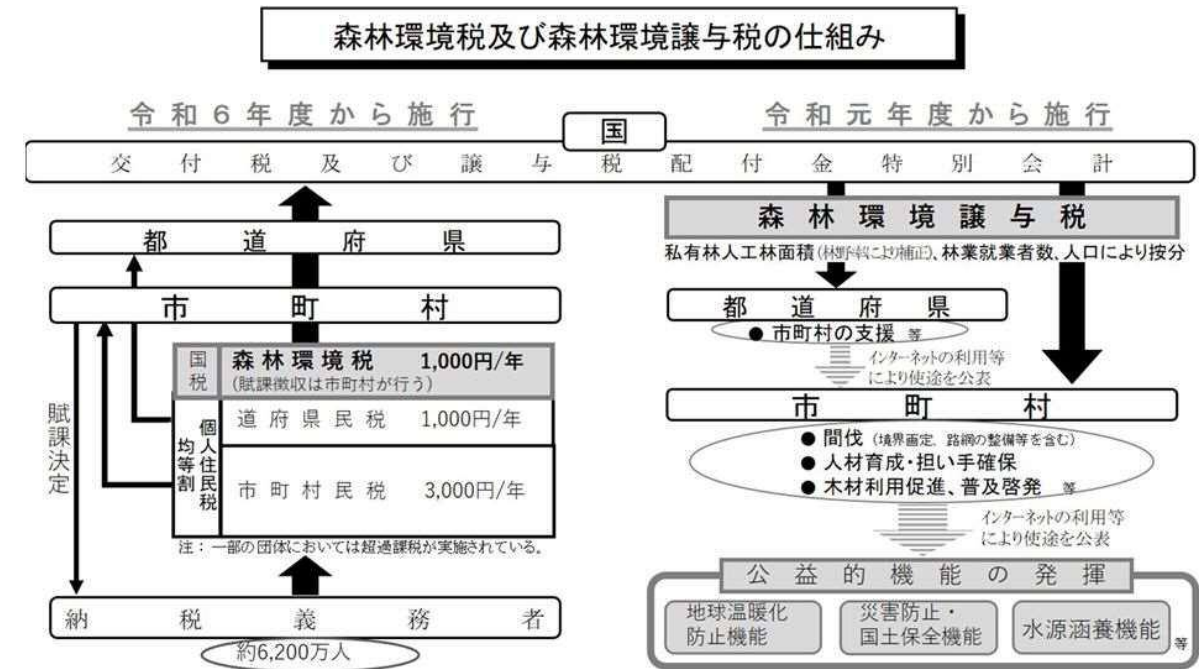 森林環境税及び森林環境譲与税の仕組み
令和６年度から施行
令和元年度から施行
国
交付税及び譲与税配付金特別会計
都道府県
市町村
国税
森林環境税 1,000円/年
(賦課徴収は市町村が行う)
個人住民税
均等割
道府県民税 1,000円/年
市町村民税 3,000円/年
注：一部の団体においては超過課税が実施されている。
賦課決定
納税義務者
約6,200万人
森林環境譲与税
私有林人工林面積(林野率により補正)、林業就業者数、人口により按分
都道府県
● 市町村の支援 等
インターネットの利用等
により使途を公表
市町村
● 間伐（境界画定、路網の整備等を含む）
● 人材育成・担い手確保
● 木材利用促進、普及啓発 等
インターネットの利用等
により使途を公表
公益的機能の発揮
地球温暖化
防止機能
災害防止・
国土保全機能
水源涵養機能
等